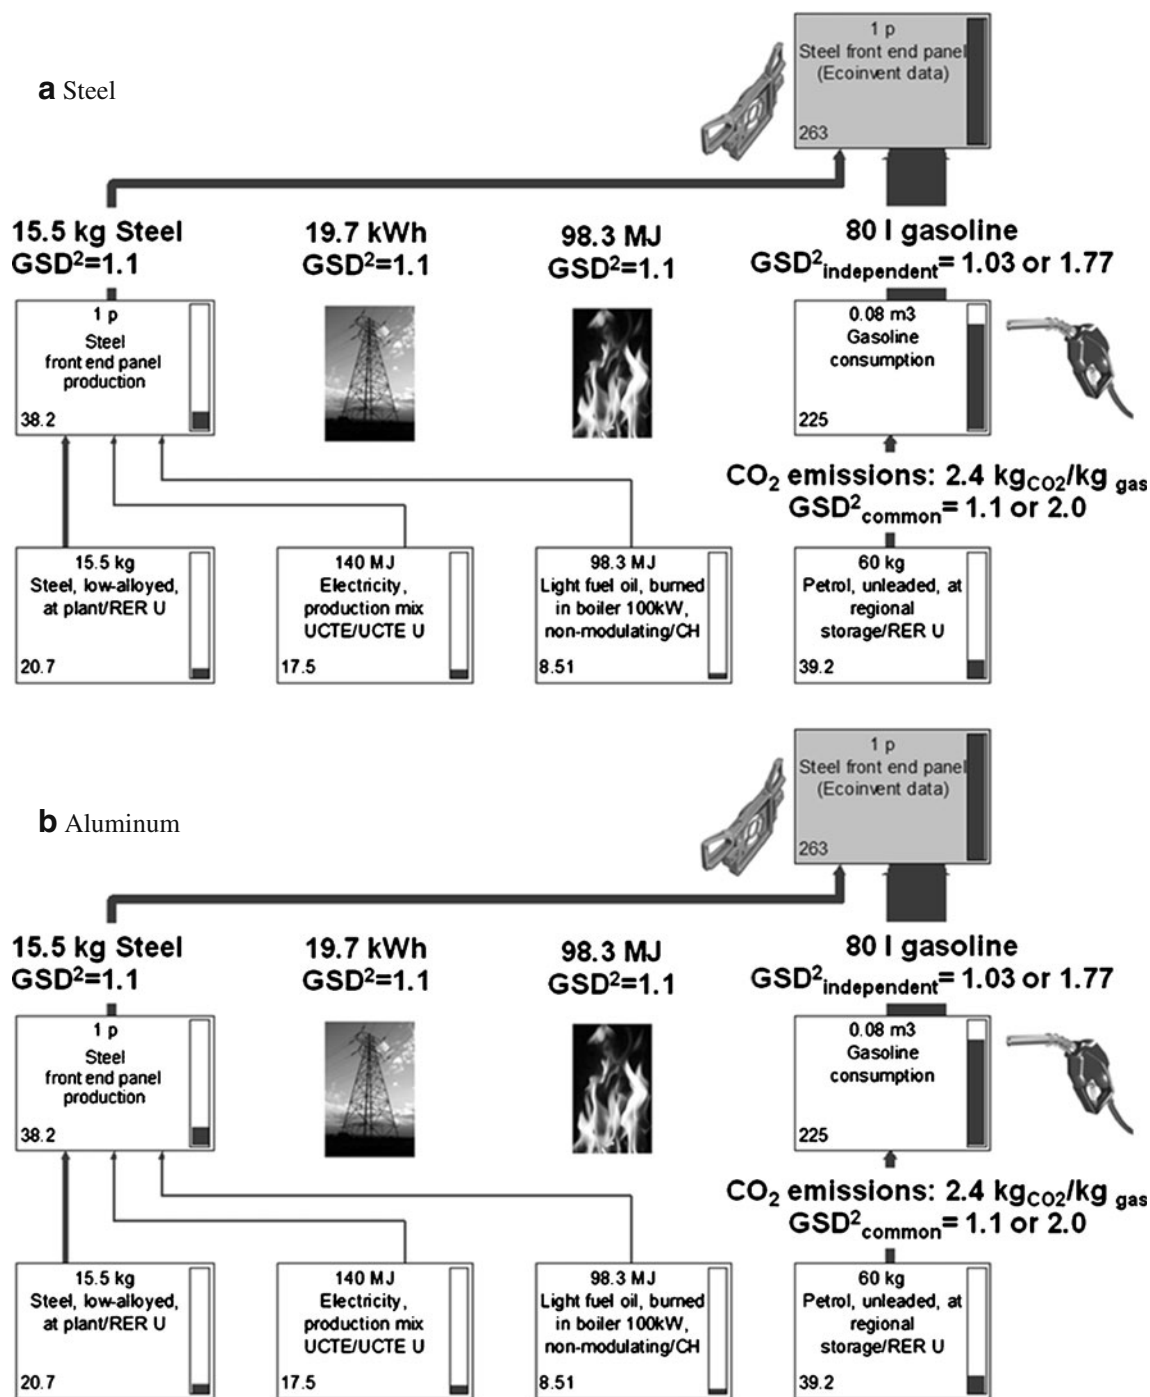 1 p
Steel front end panel
(Ecoinvent data)
263
a Steel
15.5 kg Steel
GSD²=1.1
19.7 kWh
GSD²=1.1
98.3 MJ
GSD²=1.1
80 l gasoline
GSD²independent= 1.03 or 1.77
1 p
Steel
front end panel
production
38.2
0.08 m3
Gasoline
consumption
225
CO₂ emissions: 2.4 kgCO2/kg gas
GSD²common= 1.1 or 2.0
15.5 kg
Steel, low-alloyed,
at plant/RER U
20.7
140 MJ
Electricity,
production mix
UCTE/UCTE U
17.5
98.3 MJ
Light fuel oil, burned
in boiler 100kW,
non-modulating/CH
8.51
60 kg
Petrol, unleaded, at
regional
storage/RER U
39.2
1 p
Steel front end panel
(Ecoinvent data)
263
b Aluminum
15.5 kg Steel
GSD²=1.1
19.7 kWh
GSD²=1.1
98.3 MJ
GSD²=1.1
80 l gasoline
GSD²independent= 1.03 or 1.77
1 p
Steel
front end panel
production
38.2
0.08 m3
Gasoline
consumption
225
CO₂ emissions: 2.4 kgCO2/kg gas
GSD²common= 1.1 or 2.0
15.5 kg
Steel, low-alloyed,
at plant/RER U
20.7
140 MJ
Electricity,
production mix
UCTE/UCTE U
17.5
98.3 MJ
Light fuel oil, burned
in boiler 100kW,
non-modulating/CH
8.51
60 kg
Petrol, unleaded, at
regional
storage/RER U
39.2